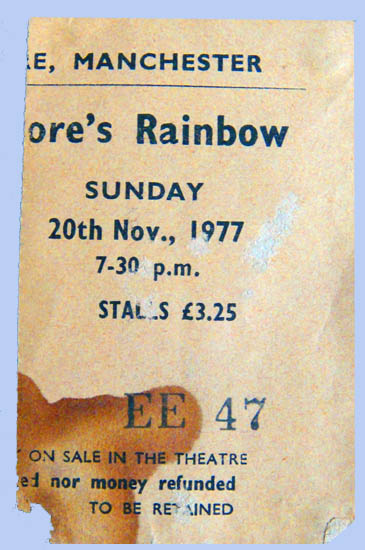 RE, MANCHESTER
ore's Rainbow
SUNDAY
20th Nov., 1977
7-30 p.m.
STALLS £3.25
EE 47
ON SALE IN THE THEATRE
ed nor money refunded
TO BE RETAINED